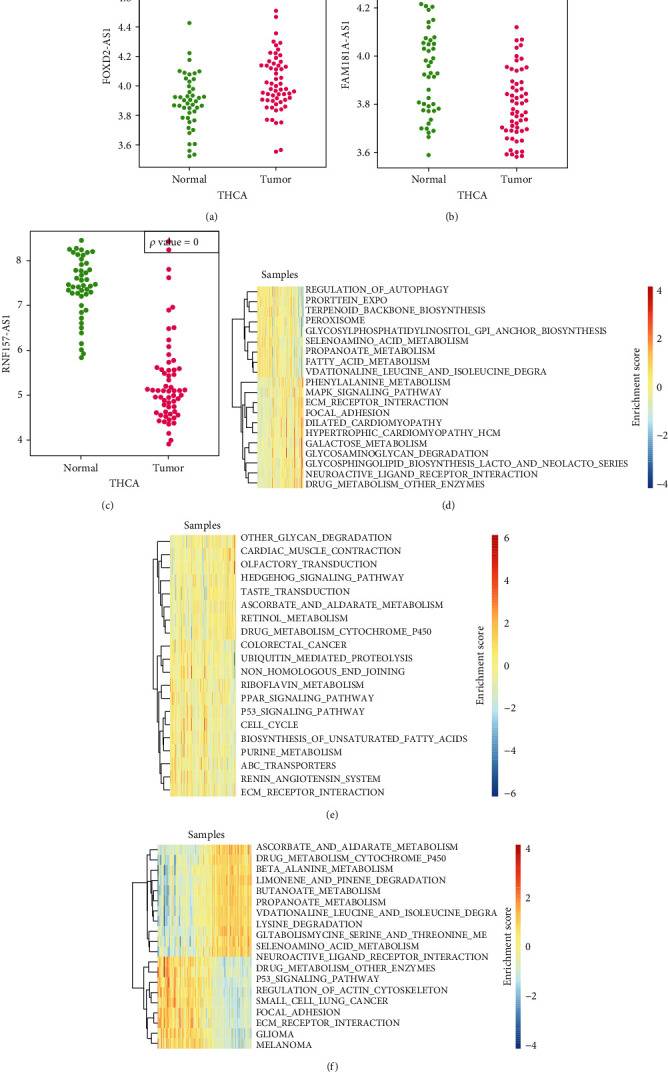 4.4
4.2
4.0
3.8
3.6
FOXD2-AS1
Normal
Tumor
THCA
(a)
4.2
4.0
3.8
3.6
FAM181A-AS1
Normal
Tumor
THCA
(b)
ρ value = 0
8
7
6
5
4
RNF157-AS1
Normal
Tumor
THCA
(c)
Samples
REGULATION_OF_AUTOPHAGY
PRORTTEIN_EXPO
TERPENOID_BACKBONE_BIOSYNTHESIS
PEROXISOME
GLYCOSYLPHOSPHATIDYLINOSITOL_GPI_ANCHOR_BIOSYNTHESIS
SELENOAMINO_ACID_METABOLISM
PROPANOATE_METABOLISM
FATTY_ACID_METABOLISM
VDATIONALINE_LEUCINE_AND_ISOLEUCINE_DEGRA
PHENYLALANINE_METABOLISM
MAPK_SIGNALING_PATHWAY
ECM_RECEPTOR_INTERACTION
FOCAL_ADHESION
DILATED_CARDIOMYOPATHY
HYPERTROPHIC_CARDIOMYOPATHY_HCM
GALACTOSE_METABOLISM
GLYCOSAMINOGLYCAN_DEGRADATION
GLYCOSPHINGOLIPID_BIOSYNTHESIS_LACTO_AND_NEOLACTO_SERIES
NEUROACTIVE_LIGAND_RECEPTOR_INTERACTION
DRUG_METABOLISM_OTHER_ENZYMES
Enrichment score
4
2
0
−2
−4
(d)
Samples
OTHER_GLYCAN_DEGRADATION
CARDIAC_MUSCLE_CONTRACTION
OLFACTORY_TRANSDUCTION
HEDGEHOG_SIGNALING_PATHWAY
TASTE_TRANSDUCTION
ASCORBATE_AND_ALDARATE_METABOLISM
RETINOL_METABOLISM
DRUG_METABOLISM_CYTOCHROME_P450
COLORECTAL_CANCER
UBIQUITIN_MEDIATED_PROTEOLYSIS
NON_HOMOLOGOUS_END_JOINING
RIBOFLAVIN_METABOLISM
PPAR_SIGNALING_PATHWAY
P53_SIGNALING_PATHWAY
CELL_CYCLE
BIOSYNTHESIS_OF_UNSATURATED_FATTY_ACIDS
PURINE_METABOLISM
ABC_TRANSPORTERS
RENIN_ANGIOTENSIN_SYSTEM
ECM_RECEPTOR_INTERACTION
Enrichment score
6
4
2
0
−2
−4
−6
(e)
Samples
ASCORBATE_AND_ALDARATE_METABOLISM
DRUG_METABOLISM_CYTOCHROME_P450
BETA_ALANINE_METABOLISM
LIMONENE_AND_PINENE_DEGRADATION
BUTANOATE_METABOLISM
PROPANOATE_METABOLISM
VDATIONALINE_LEUCINE_AND_ISOLEUCINE_DEGRA
LYSINE_DEGRADATION
GLTABOLISMYCINE_SERINE_AND_THREONINE_ME
SELENOAMINO_ACID_METABOLISM
NEUROACTIVE_LIGAND_RECEPTOR_INTERACTION
DRUG_METABOLISM_OTHER_ENZYMES
P53_SIGNALING_PATHWAY
REGULATION_OF_ACTIN_CYTOSKELETON
SMALL_CELL_LUNG_CANCER
FOCAL_ADHESION
ECM_RECEPTOR_INTERACTION
GLIOMA
MELANOMA
Enrichment score
4
2
0
−2
−4
(f)